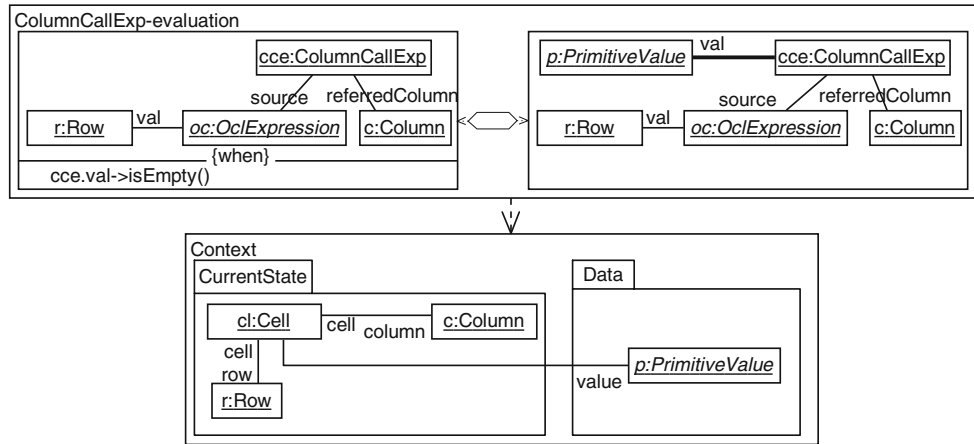 ColumnCallExp-evaluation
cce:ColumnCallExp
source
referredColumn
r:Row
val
oc:OclExpression
c:Column
{when}
cce.val->isEmpty()
p:PrimitiveValue
val
cce:ColumnCallExp
source
referredColumn
r:Row
val
oc:OclExpression
c:Column
Context
CurrentState
Data
cl:Cell
cell
column
c:Column
cell
row
r:Row
value
p:PrimitiveValue